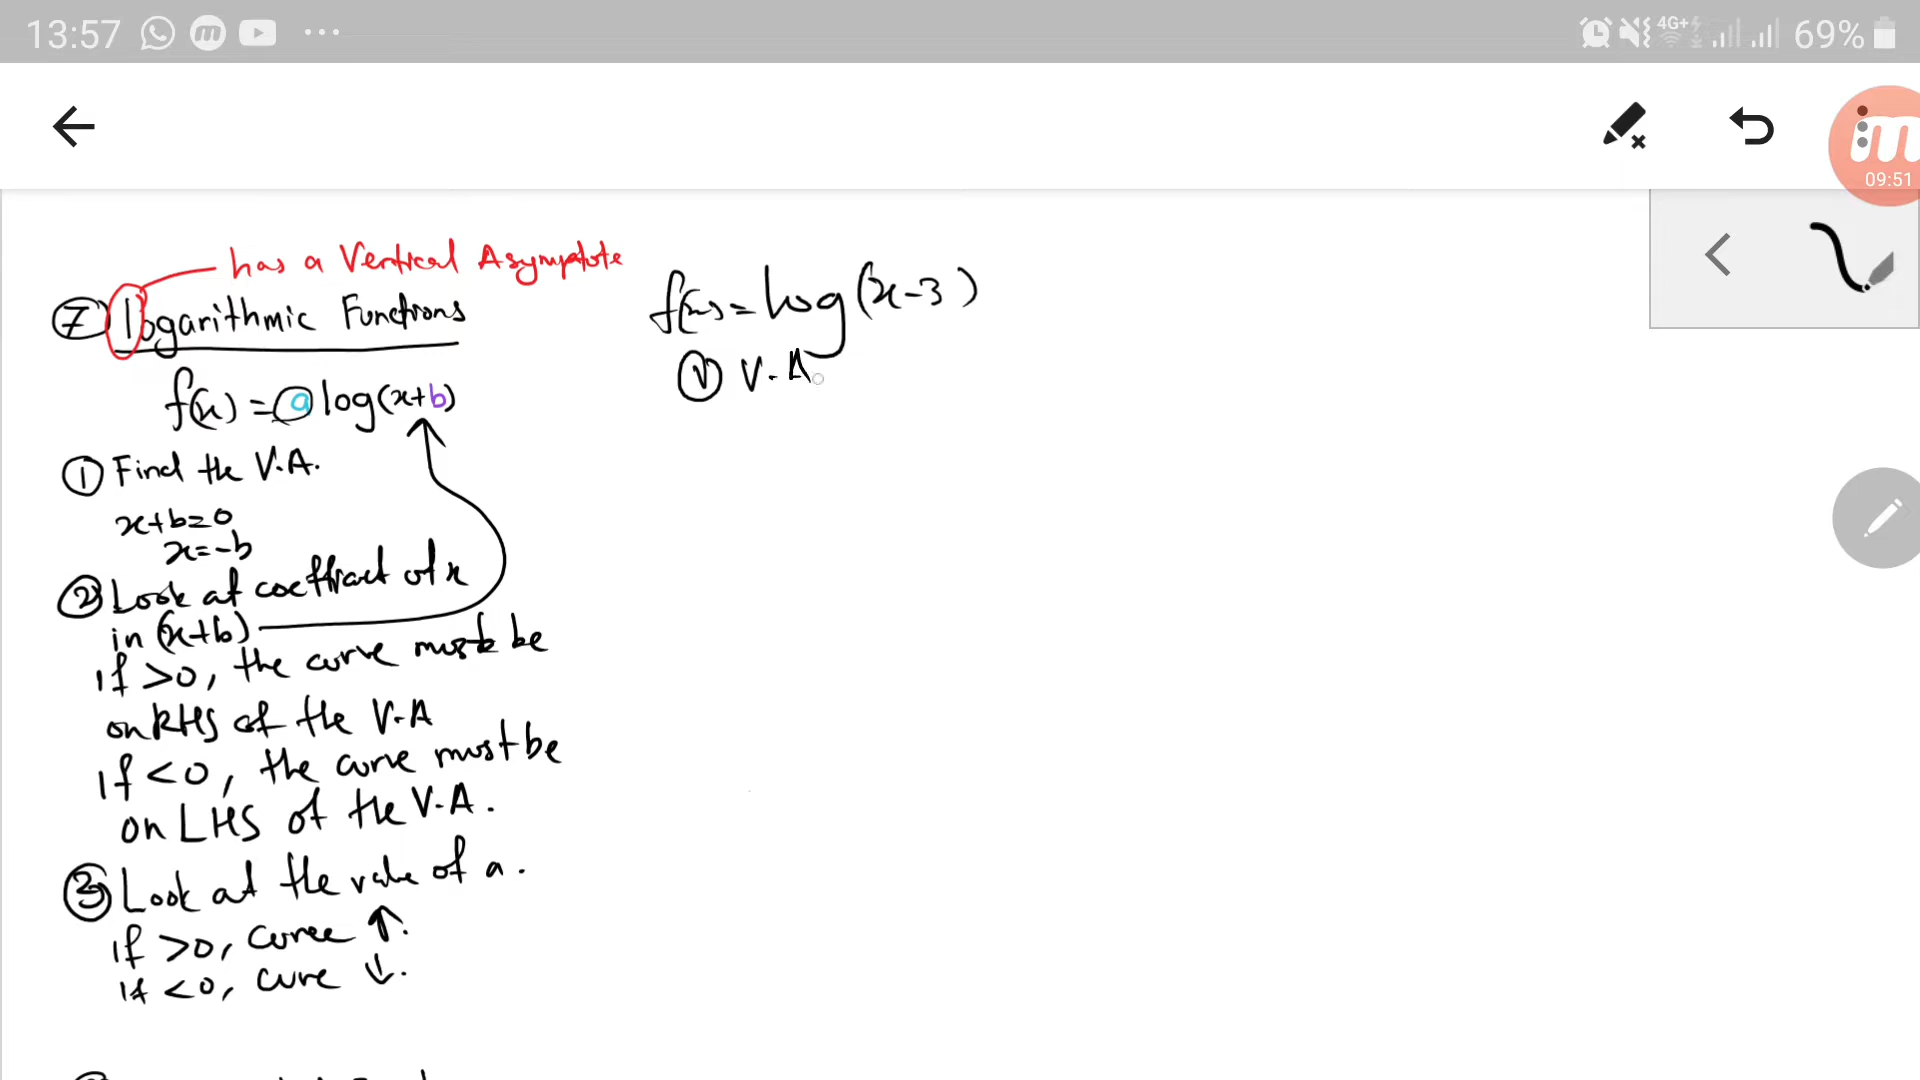 13:57
4G+
69%
09:51
has a Vertical Asymptote
⑦ logarithmic Functions
f(x) = a log(x+b)
① Find the V.A.
x+b=0
x=-b
② Look at of x
in (x+b)
if >0, the curve must be
on RHS of the V-A
if <0, the curve must be
on LHS of the V-A.
③ Look at the value of a.
if >0, curve ↑.
if <0, cure ↓.
f(x) = log(x-3)
① V-A